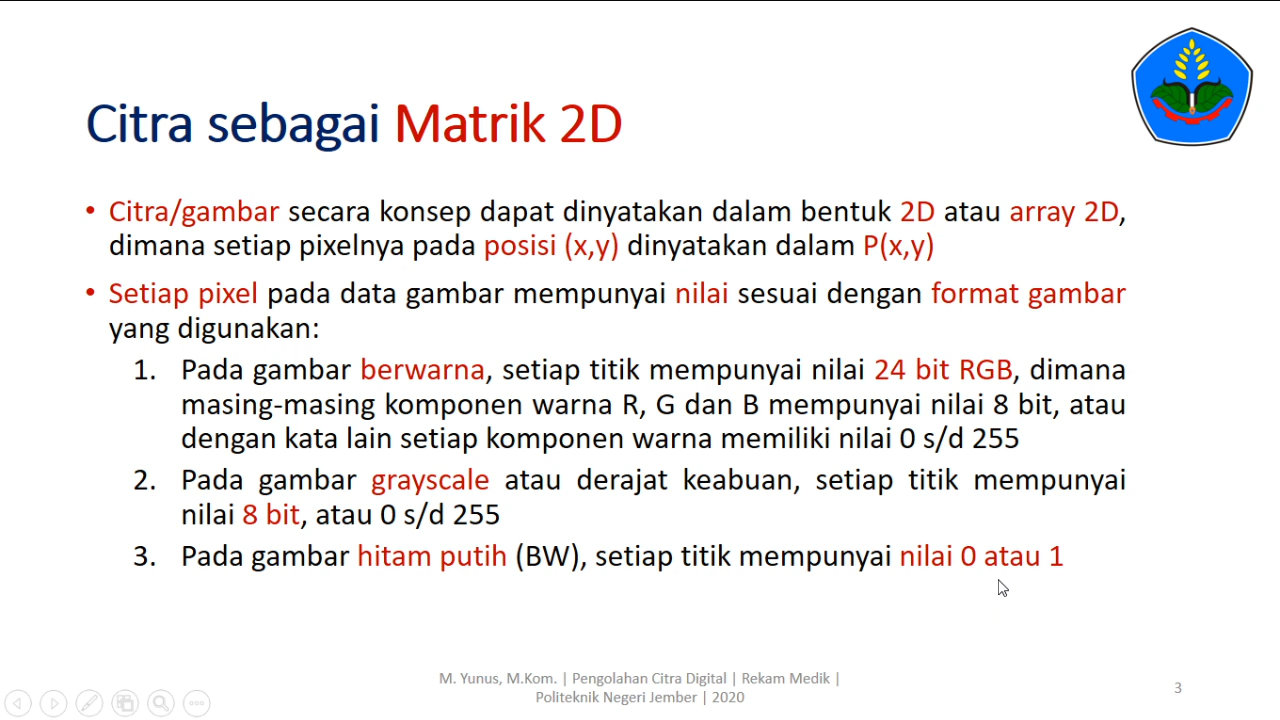 Citra sebagai Matrik 2D
• Citra/gambar secara konsep dapat dinyatakan dalam bentuk 2D atau array 2D,
dimana setiap pixelnya pada posisi (x,y) dinyatakan dalam P(x,y)
• Setiap pixel pada data gambar mempunyai nilai sesuai dengan format gambar
yang digunakan:
1. Pada gambar berwarna, setiap titik mempunyai nilai 24 bit RGB, dimana
masing-masing komponen warna R, G dan B mempunyai nilai 8 bit, atau
dengan kata lain setiap komponen warna memiliki nilai 0 s/d 255
2. Pada gambar grayscale atau derajat keabuan, setiap titik mempunyai
nilai 8 bit, atau 0 s/d 255
3. Pada gambar hitam putih (BW), setiap titik mempunyai nilai 0 atau 1
M. Yunus, M.Kom. | Pengolahan Citra Digital | Rekam Medik |
Politeknik Negeri Jember | 2020
3